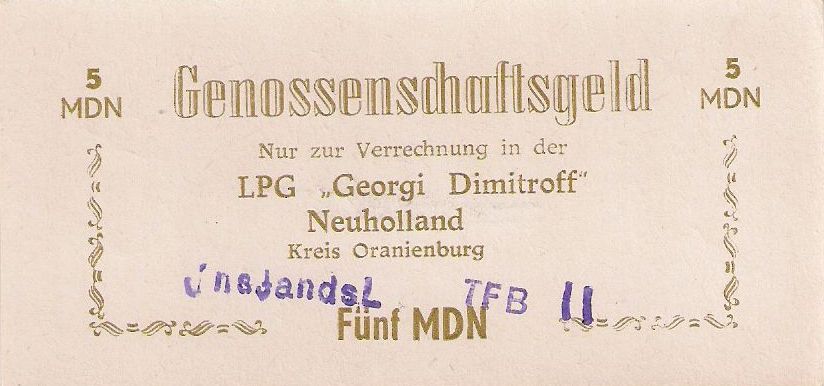 5 MDN Genossenschaftsgeld 5 MDN
Nur zur Verrechnung in der
LPG „Georgi Dimitroff“
Neuholland
Kreis Oranienburg
Instandsl TFB II
Fünf MDN